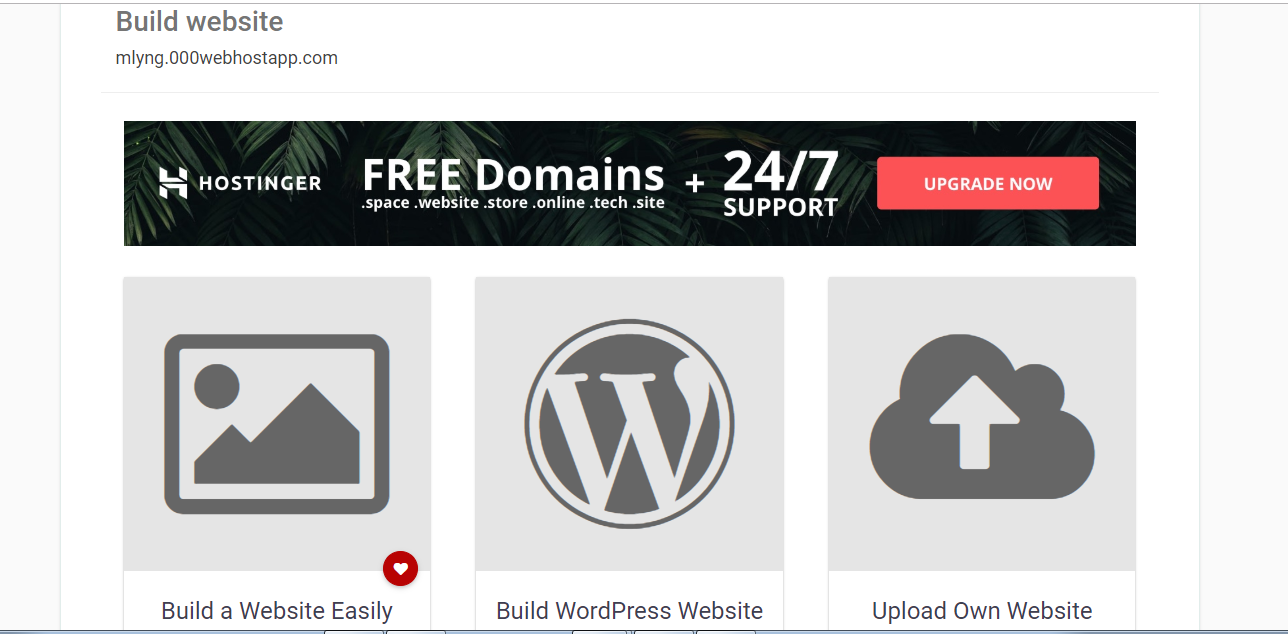 Build website
mlyng.000webhostapp.com
HOSTINGER
FREE Domains
.space .website .store .online .tech .site
+
24/7
SUPPORT
UPGRADE NOW
Build a Website Easily
Build WordPress Website
Upload Own Website